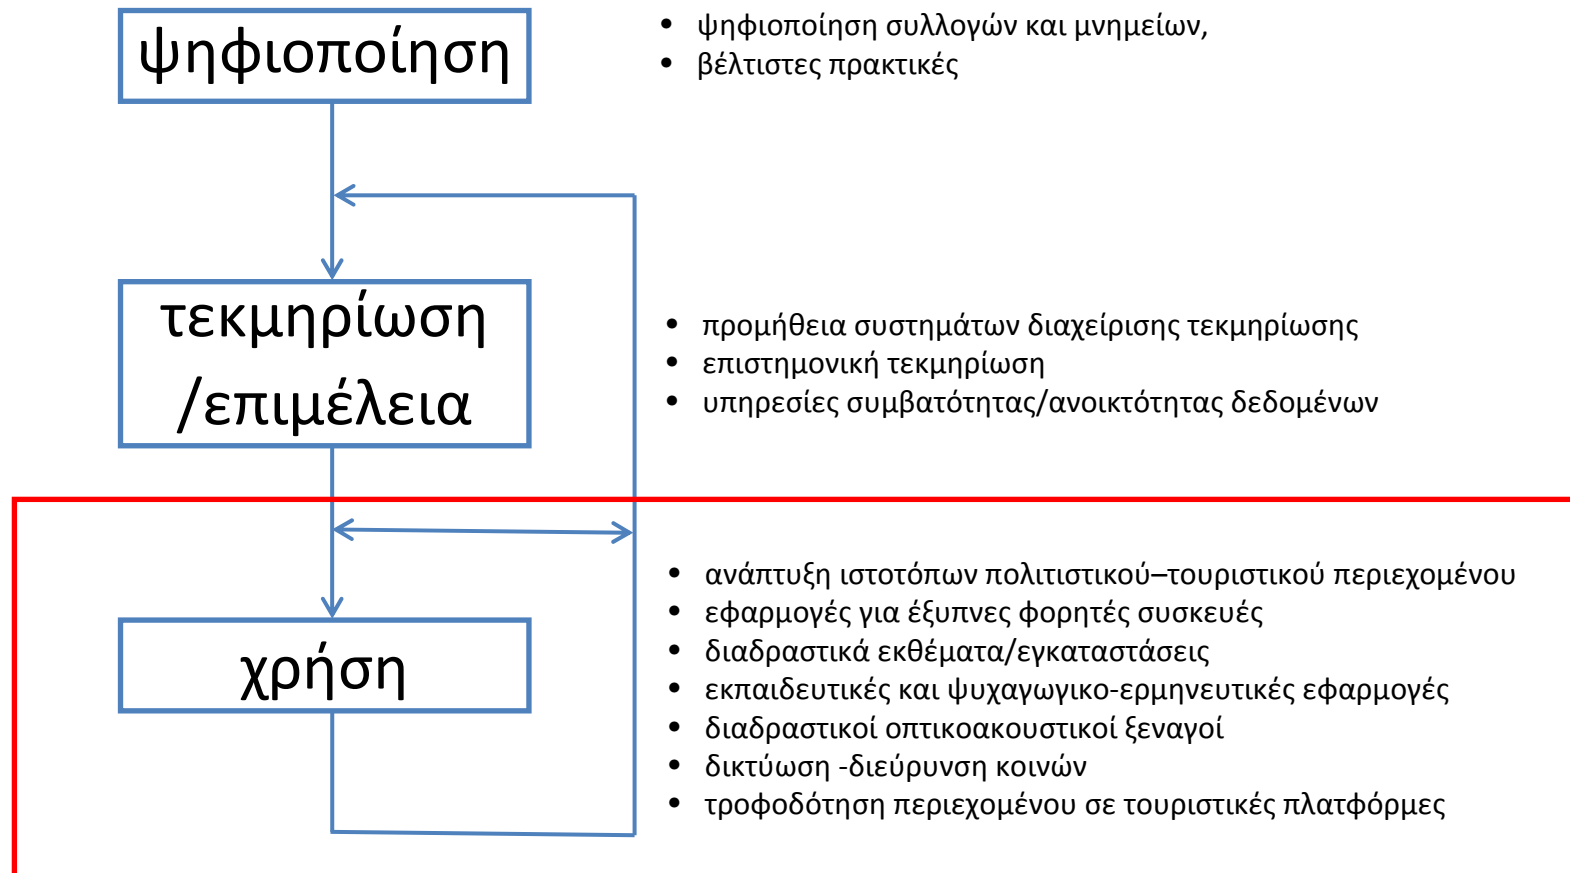 ψηφιοποίηση
• ψηφιοποίηση συλλογών και μνημείων,
• βέλτιστες πρακτικές
τεκμηρίωση
/επιμέλεια
• προμήθεια συστημάτων διαχείρισης τεκμηρίωσης
• επιστημονική τεκμηρίωση
• υπηρεσίες συμβατότητας/ανοικτότητας δεδομένων
χρήση
• ανάπτυξη ιστοτόπων πολιτιστικού–τουριστικού περιεχομένου
• εφαρμογές για έξυπνες φορητές συσκευές
• διαδραστικά εκθέματα/εγκαταστάσεις
• εκπαιδευτικές και ψυχαγωγικο-ερμηνευτικές εφαρμογές
• διαδραστικοί οπτικοακουστικοί ξεναγοί
• δικτύωση -διεύρυνση κοινών
• τροφοδότηση περιεχομένου σε τουριστικές πλατφόρμες